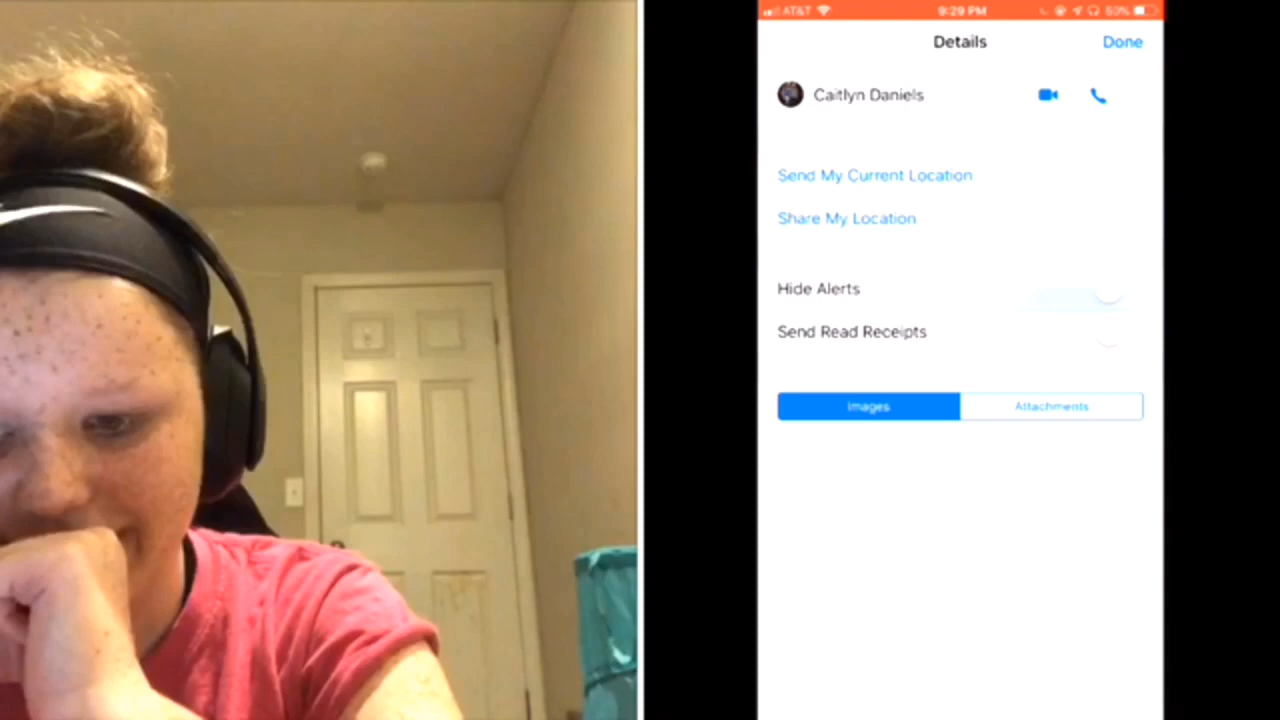 AT&T 9:29 PM 50%
Details Done
Caitlyn Daniels
Send My Current Location
Share My Location
Hide Alerts
Send Read Receipts
Images Attachments